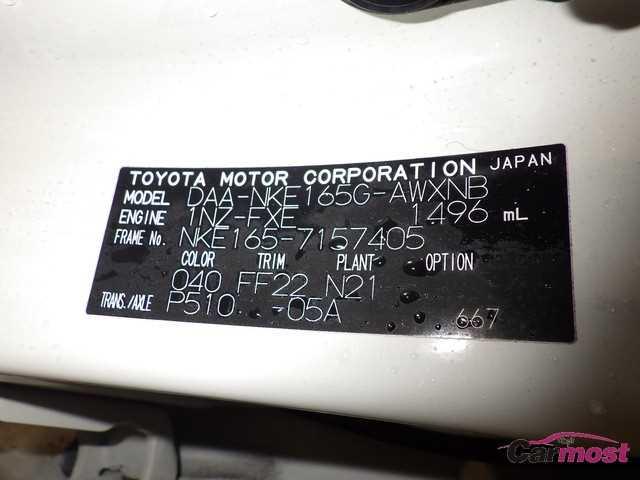 TOYOTA MOTOR CORPORATION JAPAN
MODEL DAA-NKE165G-AWXNB
ENGINE 1NZ-FXE 1496 mL
FRAME No. NKE165-7157405
COLOR TRIM PLANT OPTION
040 FF22 N21
TRANS./AXLE P510 -05A
667
Carmost